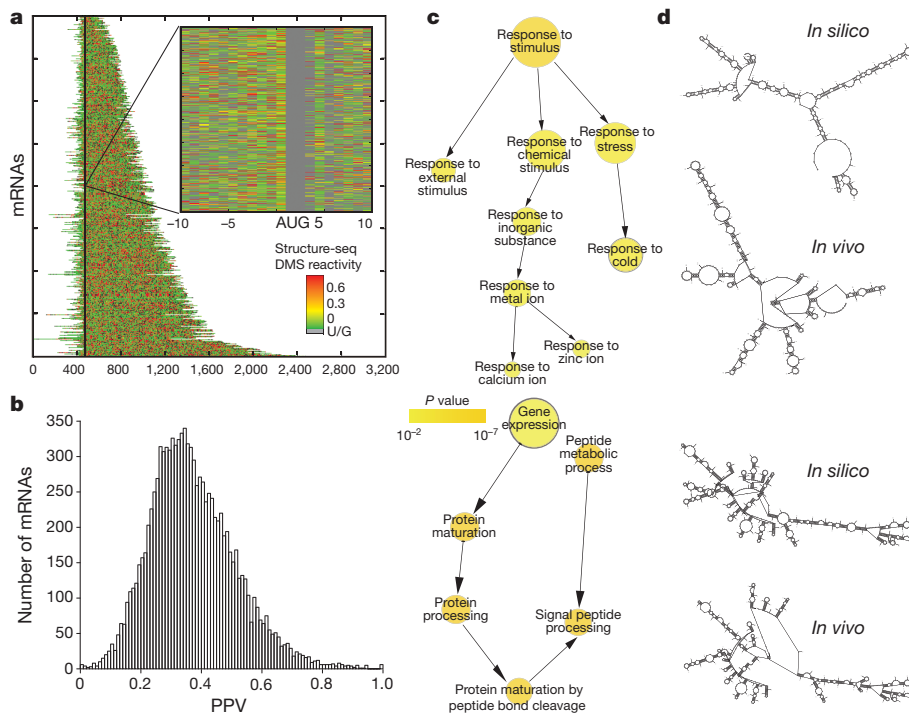 a
mRNAs
−10
−5
AUG
5
10
Structure-seq
DMS reactivity
0.6
0.3
0
U/G
0
400
800
1,200
1,600
2,000
2,400
2,800
3,200
b
Number of mRNAs
350
300
250
200
150
100
50
0
0
0.2
0.4
0.6
0.8
1.0
PPV
c
Response to
stimulus
Response to
external stimulus
Response to
chemical
stimulus
Response to
stress
Response to
inorganic
substance
Response to
cold
Response to
metal ion
Response to
calcium ion
Response to
zinc ion
P value
10−2
10−7
Gene
expression
Peptide
metabolic
process
Protein
maturation
Protein
processing
Signal peptide
processing
Protein maturation by
peptide bond cleavage
d
In silico
In vivo
In silico
In vivo